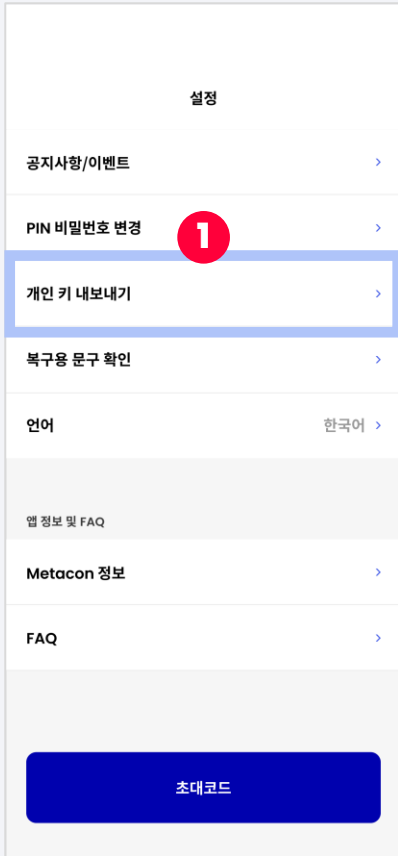 설정
공지사항/이벤트
PIN 비밀번호 변경
1
개인 키 내보내기
복구용 문구 확인
언어 한국어
앱 정보 및 FAQ
Metacon 정보
FAQ
초대코드